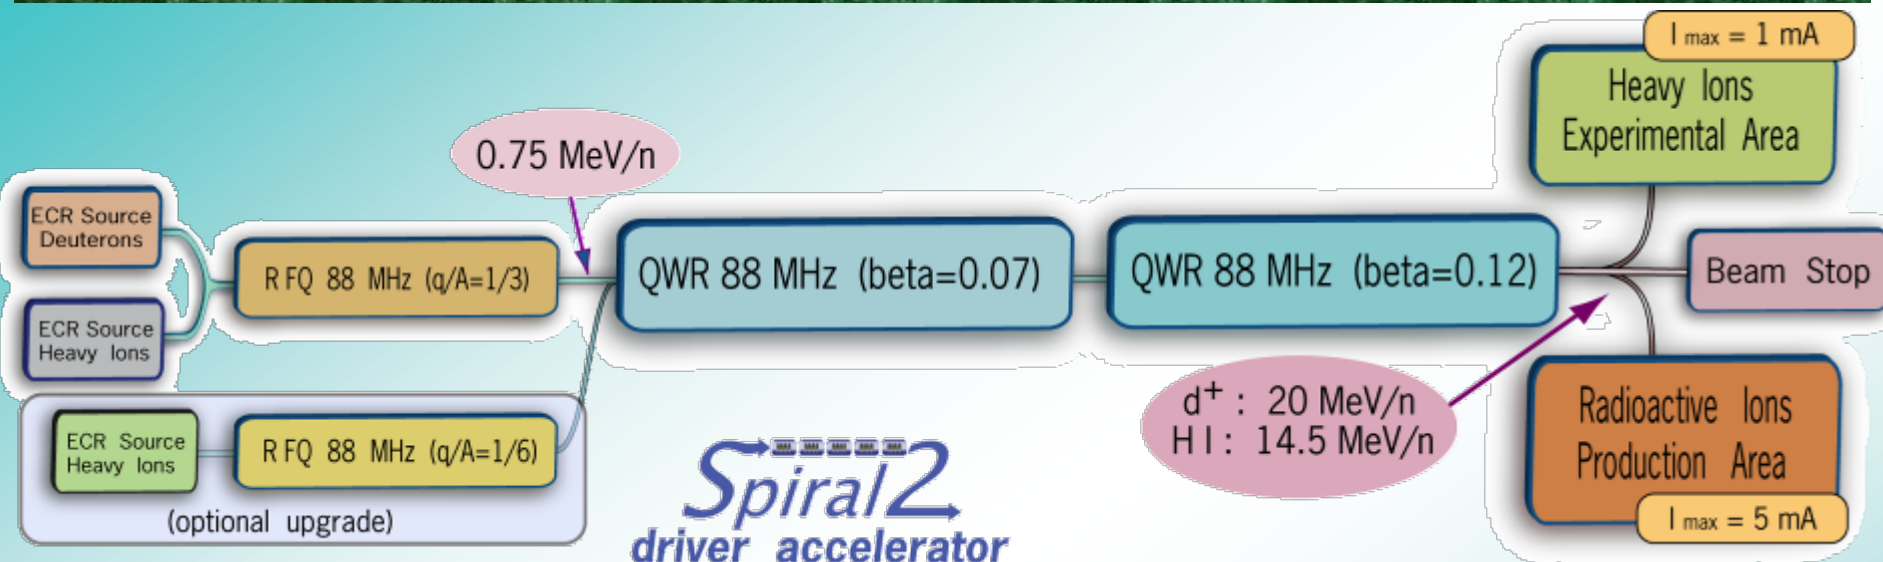 I max = 1 mA
Heavy Ions
Experimental Area
0.75 MeV/n
ECR Source
Deuterons
RFQ 88 MHz (q/A=1/3)
QWR 88 MHz (beta=0.07)
QWR 88 MHz (beta=0.12)
Beam Stop
ECR Source
Heavy Ions
d+ : 20 MeV/n
HI : 14.5 MeV/n
Radioactive Ions
Production Area
I max = 5 mA
ECR Source
Heavy Ions
RFQ 88 MHz (q/A=1/6)
(optional upgrade)
Spiral2
driver accelerator